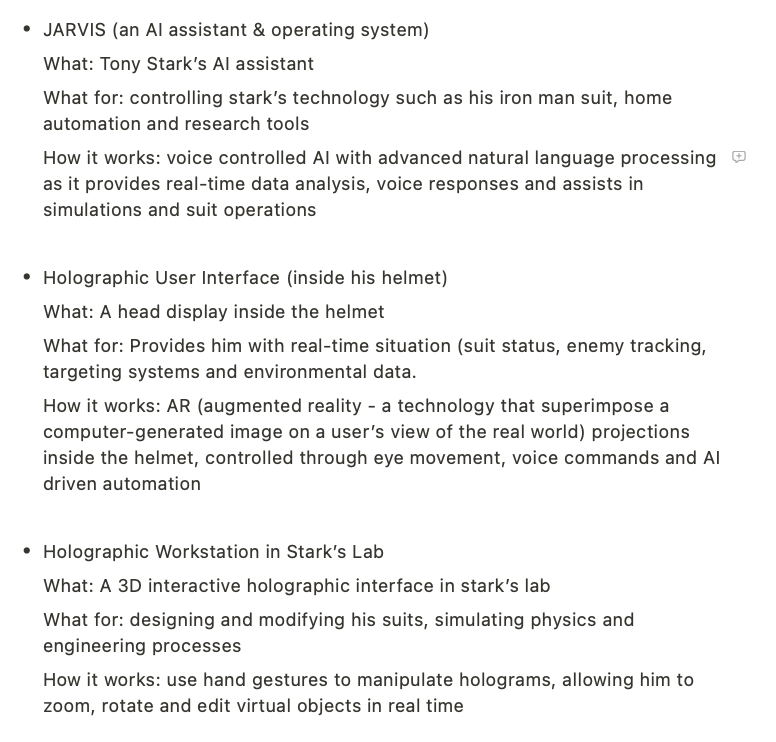 • JARVIS (an AI assistant & operating system)
What: Tony Stark’s AI assistant
What for: controlling stark’s technology such as his iron man suit, home
automation and research tools
How it works: voice controlled AI with advanced natural language processing
as it provides real-time data analysis, voice responses and assists in
simulations and suit operations
• Holographic User Interface (inside his helmet)
What: A head display inside the helmet
What for: Provides him with real-time situation (suit status, enemy tracking,
targeting systems and environmental data.
How it works: AR (augmented reality - a technology that superimpose a
computer-generated image on a user’s view of the real world) projections
inside the helmet, controlled through eye movement, voice commands and AI
driven automation
• Holographic Workstation in Stark’s Lab
What: A 3D interactive holographic interface in stark’s lab
What for: designing and modifying his suits, simulating physics and
engineering processes
How it works: use hand gestures to manipulate holograms, allowing him to
zoom, rotate and edit virtual objects in real time